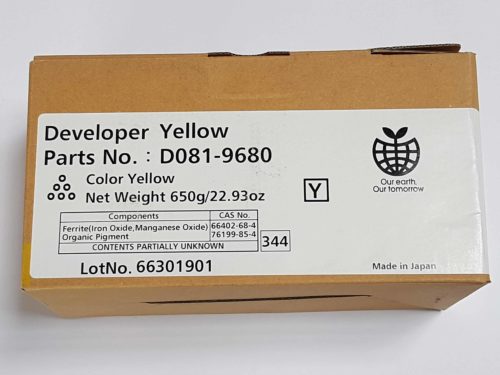 Developer Yellow
Parts No. : D081-9680
Color Yellow
Net Weight 650g/22.93oz
Y
Our earth,
Our tomorrow
Components CAS No.
Ferrite(Iron Oxide,Manganese Oxide) 66402-68-4
Organic Pigment 76199-85-4
CONTENTS PARTIALLY UNKNOWN
344
LotNo. 66301901
Made in Japan